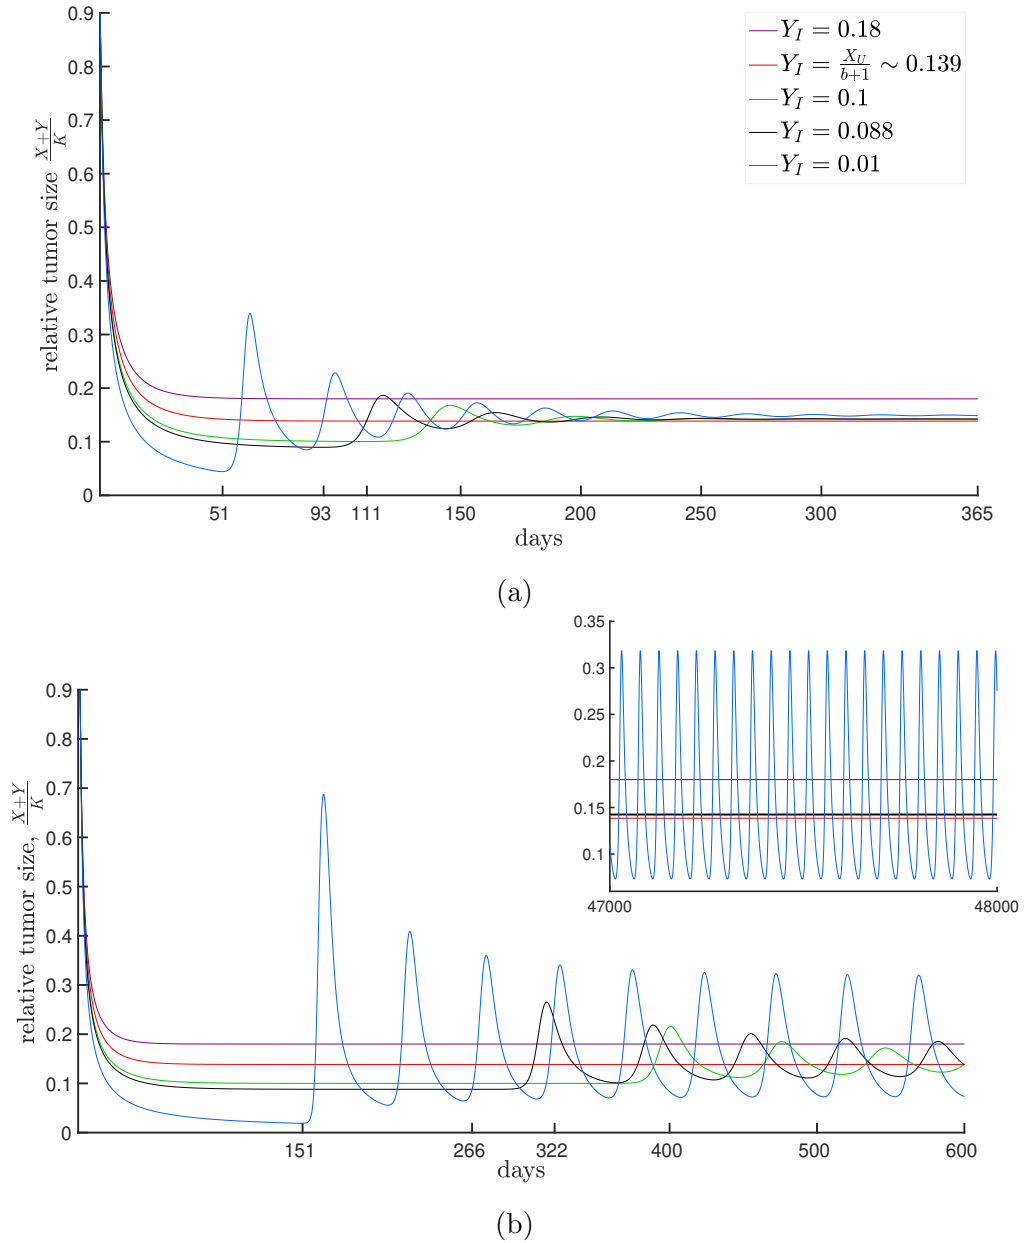 0.9
0.8
0.7
0.6
0.5
0.4
0.3
0.2
0.1
0
relative tumor size \frac{X+Y}{K}
Y_I = 0.18
Y_I = \frac{X_U}{b+1} ∼ 0.139
Y_I = 0.1
Y_I = 0.088
Y_I = 0.01
51 93 111 150 200 250 300 365
days
(a)
0.35
0.3
0.25
0.2
0.15
0.1
47000 48000
0.9
0.8
0.7
0.6
0.5
0.4
0.3
0.2
0.1
0
relative tumor size, \frac{X+Y}{K}
151 266 322 400 500 600
days
(b)